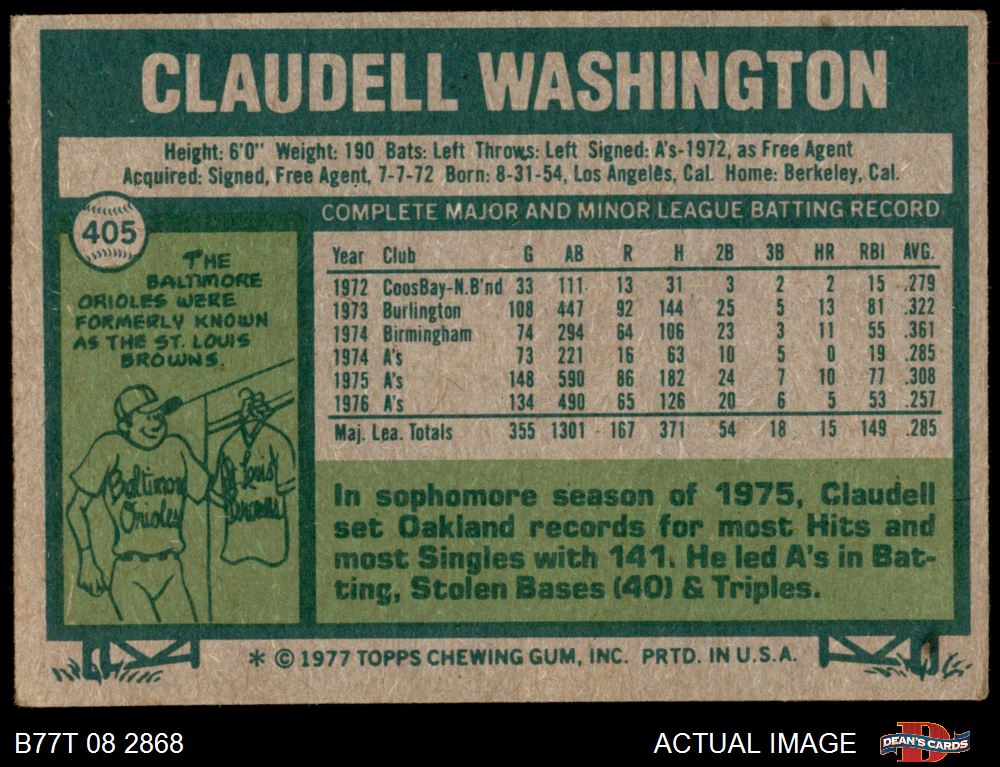 CLAUDELL WASHINGTON
Height: 6'0" Weight: 190 Bats: Left Throws: Left Signed: A's-1972, as Free Agent
Acquired: Signed, Free Agent, 7-7-72 Born: 8-31-54, Los Angeles, Cal. Home: Berkeley, Cal.
405
THE
BALTIMORE
ORIOLES WERE
FORMERLY KNOWN
AS THE ST. LOUIS
BROWNS.
Baltimore
Orioles
St. Louis
Browns
COMPLETE MAJOR AND MINOR LEAGUE BATTING RECORD
Year Club G AB R H 2B 3B HR RBI AVG.
1972 CoosBay-N.B'nd 33 111 13 31 3 2 2 15 .279
1973 Burlington 108 447 92 144 25 5 13 81 .322
1974 Birmingham 74 294 64 106 23 3 11 55 .361
1974 A's 73 221 16 63 10 5 0 19 .285
1975 A's 148 590 86 182 24 7 10 77 .308
1976 A's 134 490 65 126 20 6 5 53 .257
Maj. Lea. Totals 355 1301 167 371 54 18 15 149 .285
In sophomore season of 1975, Claudell
set Oakland records for most Hits and
most Singles with 141. He led A's in Bat-
ting, Stolen Bases (40) & Triples.
* © 1977 TOPPS CHEWING GUM, INC. PRTD. IN U.S.A.
B77T 08 2868
ACTUAL IMAGE
D
DEAN'S CARDS